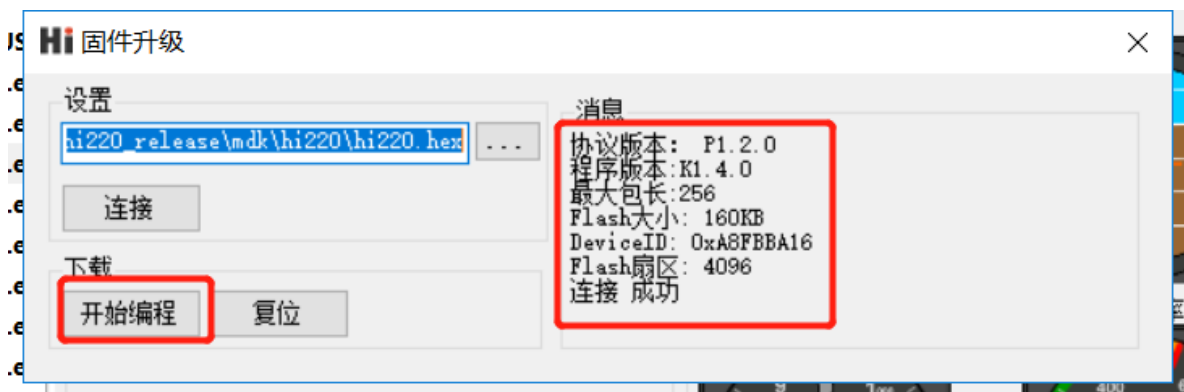 Hi 固件升级
设置
hi220_release\mdk\hi220\hi220.hex
...
连接
下载
开始编程
复位
消息
协议版本: P1.2.0
程序版本:K1.4.0
最大包长:256
Flash大小: 160KB
DeviceID: 0xA8FBBA16
Flash扇区: 4096
连接 成功
400